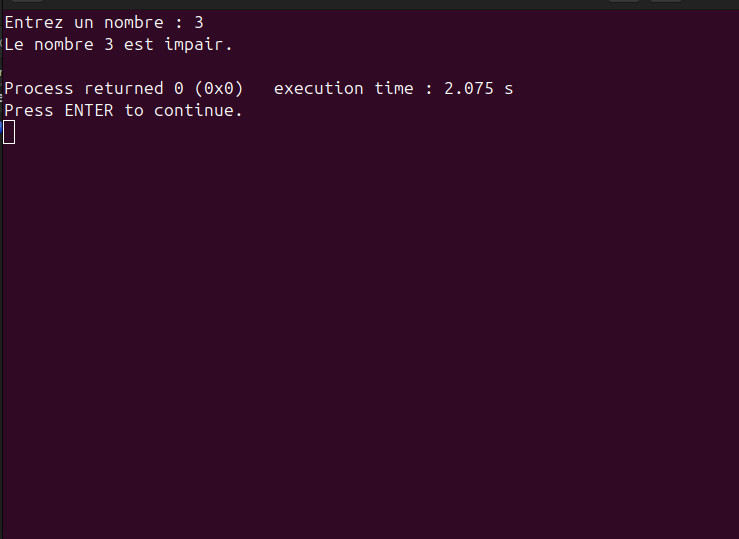 Entrez un nombre : 3
Le nombre 3 est impair.
Process returned 0 (0x0)   execution time : 2.075 s
Press ENTER to continue.